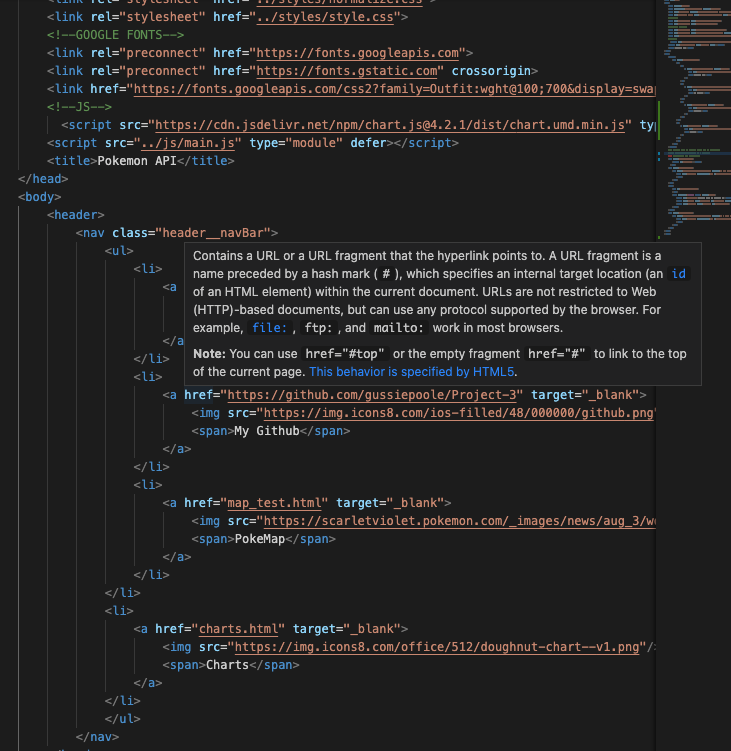 <link rel="stylesheet" href="../styles/normalize.css">
<link rel="stylesheet" href="../styles/style.css">
<!--GOOGLE FONTS-->
<link rel="preconnect" href="https://fonts.googleapis.com">
<link rel="preconnect" href="https://fonts.gstatic.com" crossorigin>
<link href="https://fonts.googleapis.com/css2?family=Outfit:wght@100;700&display=swa
<!--JS-->
<script src="https://cdn.jsdelivr.net/npm/chart.js@4.2.1/dist/chart.umd.min.js" typ
<script src="../js/main.js" type="module" defer></script>
<title>Pokemon API</title>
</head>
<body>
<header>
<nav class="header__navBar">
<ul>
<li>
<a
</a
</li>
Contains a URL or a URL fragment that the hyperlink points to. A URL fragment is a
name preceded by a hash mark ( # ), which specifies an internal target location (an id
of an HTML element) within the current document. URLs are not restricted to Web
(HTTP)-based documents, but can use any protocol supported by the browser. For
example, file: , ftp: , and mailto: work in most browsers.
Note: You can use href="#top" or the empty fragment href="#" to link to the top
of the current page. This behavior is specified by HTML5.
<li>
<a href="https://github.com/gussiepoole/Project-3" target="_blank">
<img src="https://img.icons8.com/ios-filled/48/000000/github.png"
<span>My Github</span>
</a>
</li>
<li>
<a href="map_test.html" target="_blank">
<img src="https://scarletviolet.pokemon.com/_images/news/aug_3/w
<span>PokeMap</span>
</a>
</li>
</li>
<li>
<a href="charts.html" target="_blank">
<img src="https://img.icons8.com/office/512/doughnut-chart--v1.png"/
<span>Charts</span>
</a>
</li>
</ul>
</nav>